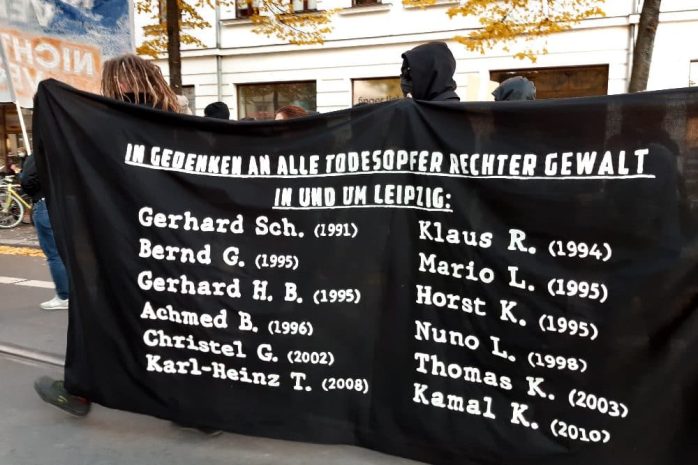 NICHT
IN GEDENKEN AN ALLE TODESOPFER RECHTER GEWALT
IN UND UM LEIPZIG:
Gerhard Sch. (1991)
Bernd G. (1995)
Gerhard H. B. (1995)
Achmed B. (1996)
Christel G. (2002)
Karl-Heinz T. (2008)
Klaus R. (1994)
Mario L. (1995)
Horst K. (1995)
Nuno L. (1998)
Thomas K. (2003)
Kamal K. (2010)